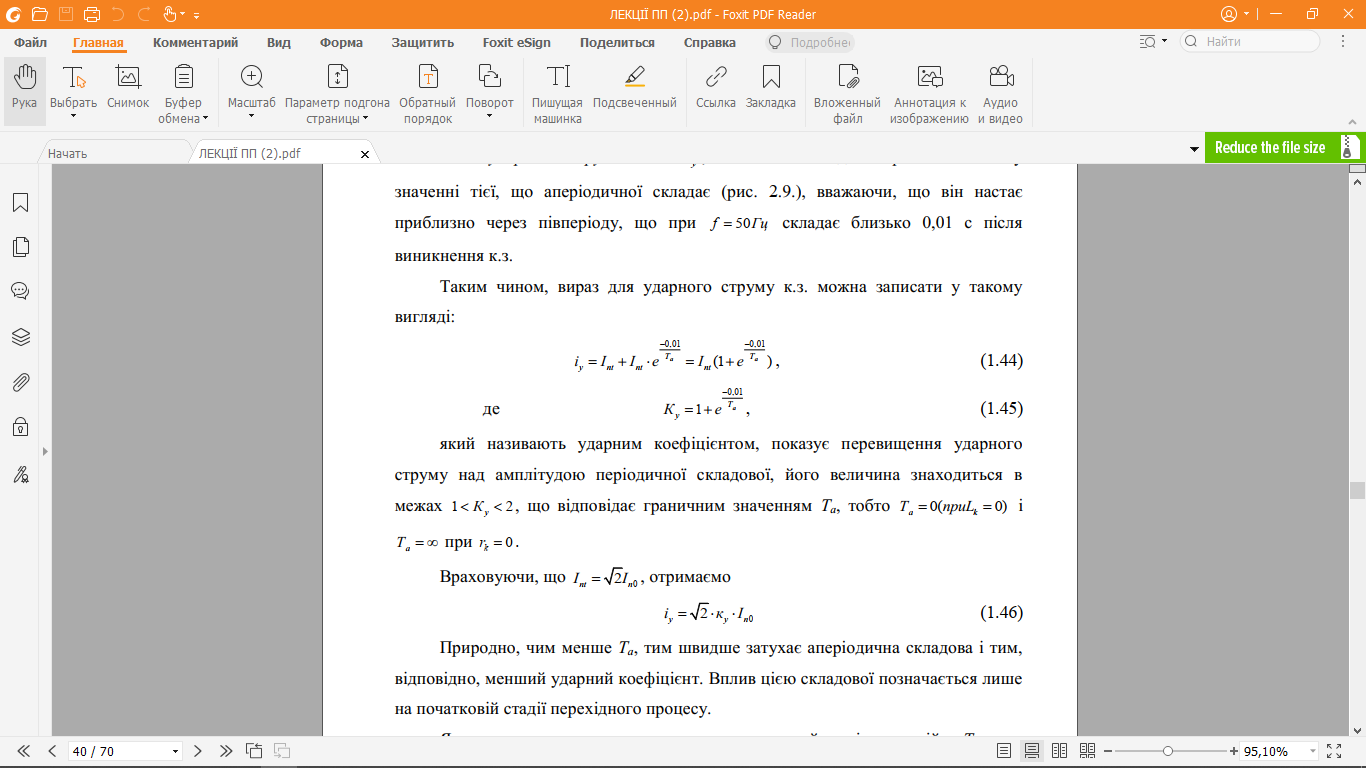 ЛЕКЦІЇ ПП (2).pdf - Foxit PDF Reader
Файл Главная Комментарий Вид Форма Защитить Foxit eSign Поделиться Справка Подробнее Найти
Рука Выбрать Снимок Буфер обмена Масштаб Параметр подгона страницы Обратный порядок Поворот Пишущая машинка Подсвеченный Ссылка Закладка Вложенный файл Аннотация к изображению Аудио и видео
Начать ЛЕКЦІЇ ПП (2).pdf Reduce the file size
значенні тієї, що аперіодичної складає (рис. 2.9.), вважаючи, що він настає
приблизно через півперіоду, що при f = 50Гц складає близько 0,01 с після
виникнення к.з.
Таким чином, вираз для ударного струму к.з. можна записати у такому
вигляді:
i_y = I_nt + I_nt · e^(−0.01/T_a) = I_nt(1 + e^(−0.01/T_a)), (1.44)
де K_y = 1 + e^(−0.01/T_a), (1.45)
який називають ударним коефіцієнтом, показує перевищення ударного
струму над амплітудою періодичної складової, його величина знаходиться в
межах 1 < K_y < 2, що відповідає граничним значенням T_a, тобто T_a = 0(приL_k = 0) і
T_a = ∞ при r_k = 0.
Враховуючи, що I_nt = √2I_n0, отримаємо
i_y = √2 · к_y · I_n0 (1.46)
Природно, чим менше T_a, тим швидше затухає аперіодична складова і тим,
відповідно, менший ударний коефіцієнт. Вплив цією складової позначається лише
на початковій стадії перехідного процесу.
40 / 70 95,10%